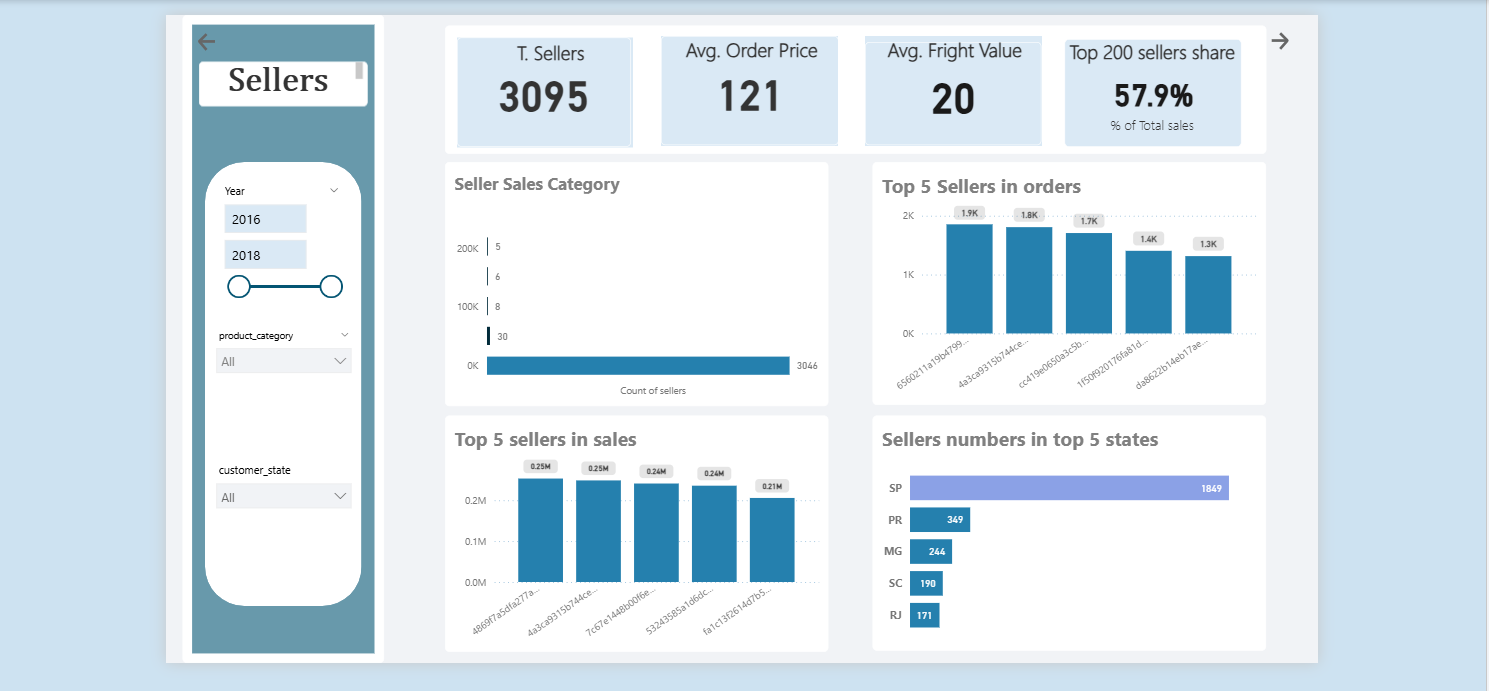 Sellers
Year
2016
2018
product_category
All
customer_state
All
T. Sellers
3095
Avg. Order Price
121
Avg. Fright Value
20
Top 200 sellers share
57.9%
% of Total sales
Seller Sales Category
200K
5
6
100K
8
30
0K
3046
Count of sellers
Top 5 Sellers in orders
2K
1K
0K
1.9K
1.8K
1.7K
1.4K
1.3K
6560211a19b4799...
4a3ca9315b744ce...
cc419e0650a3c5b...
1f50f920176fa81d...
da8622b14eb17ae...
Top 5 sellers in sales
0.2M
0.1M
0.0M
0.25M
0.25M
0.24M
0.24M
0.21M
4869f7a5dfa277a...
4a3ca9315b744ce...
7c67e1448b00f6e...
53243585a1d6dc...
fa1c13f2614d7b5...
Sellers numbers in top 5 states
SP 1849
PR 349
MG 244
SC 190
RJ 171